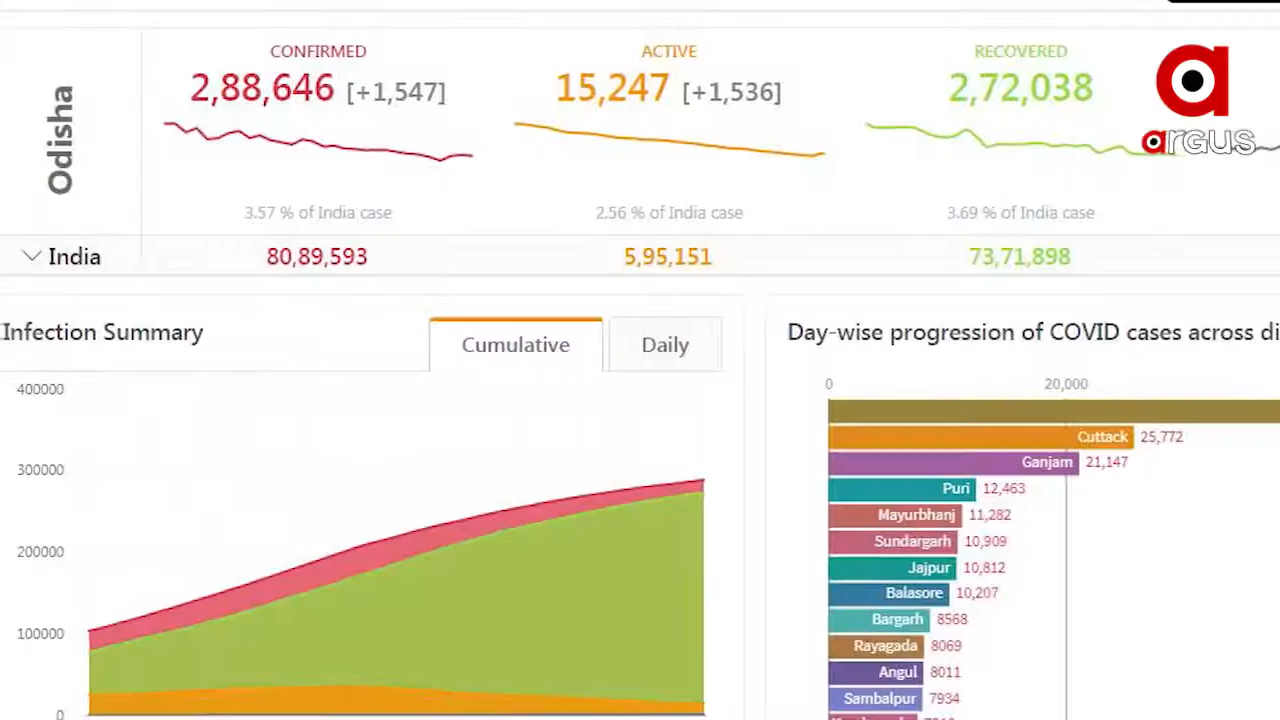 CONFIRMED
2,88,646 [+1,547]
3.57 % of India case
ACTIVE
15,247 [+1,536]
2.56 % of India case
RECOVERED
2,72,038
3.69 % of India case
argus
Odisha
India
80,89,593
5,95,151
73,71,898
Infection Summary
Cumulative
Daily
400000
300000
200000
100000
0
Day-wise progression of COVID cases across di
0
20,000
Cuttack 25,772
Ganjam 21,147
Puri 12,463
Mayurbhanj 11,282
Sundargarh 10,909
Jajpur 10,812
Balasore 10,207
Bargarh 8568
Rayagada 8069
Angul 8011
Sambalpur 7934